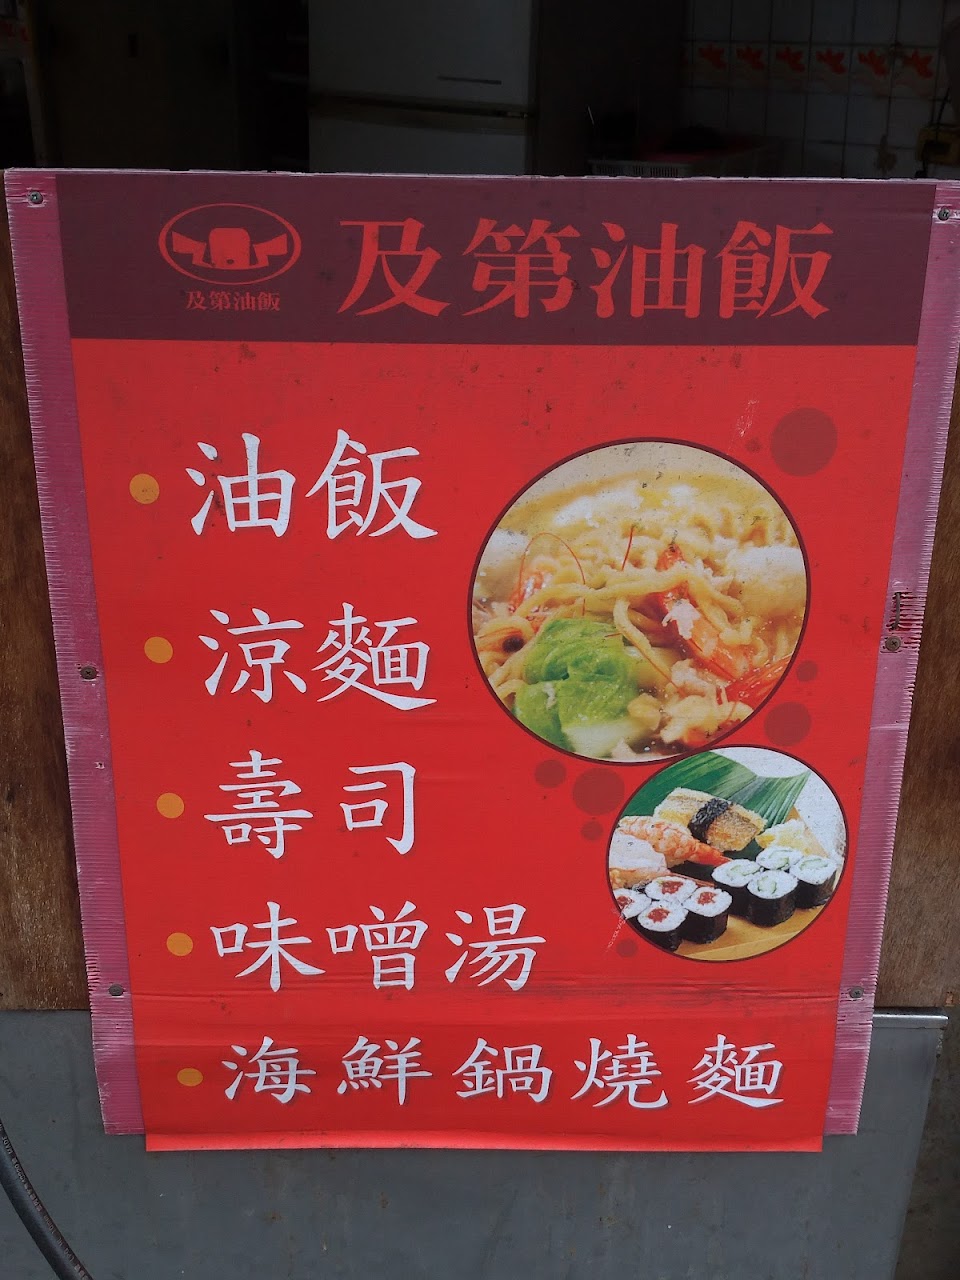 及第油飯
及第油飯
油飯
涼麵
壽司
味噌湯
海鮮鍋燒麵